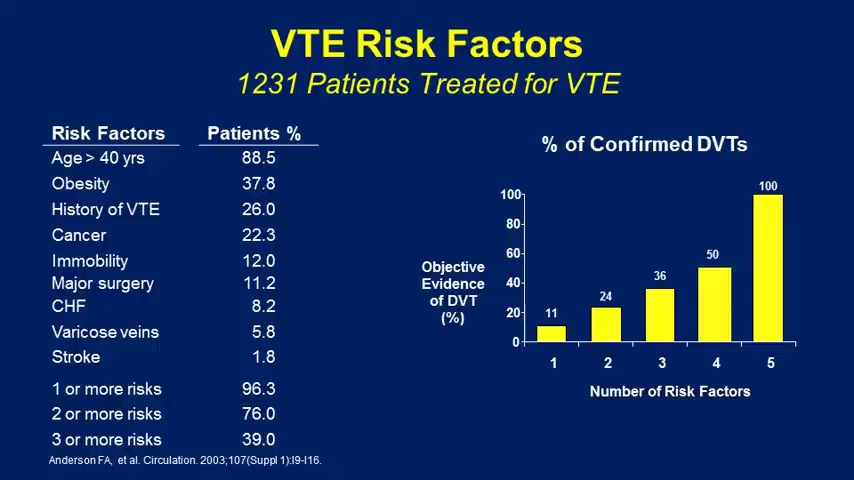 VTE Risk Factors
1231 Patients Treated for VTE
Risk Factors Patients %
Age > 40 yrs 88.5
Obesity 37.8
History of VTE 26.0
Cancer 22.3
Immobility 12.0
Major surgery 11.2
CHF 8.2
Varicose veins 5.8
Stroke 1.8
1 or more risks 96.3
2 or more risks 76.0
3 or more risks 39.0
Anderson FA, et al. Circulation. 2003;107(Suppl 1):I9-I16.
% of Confirmed DVTs
Objective
Evidence
of DVT
(%)
100
80
60
40
20
0
11
24
36
50
100
1 2 3 4 5
Number of Risk Factors